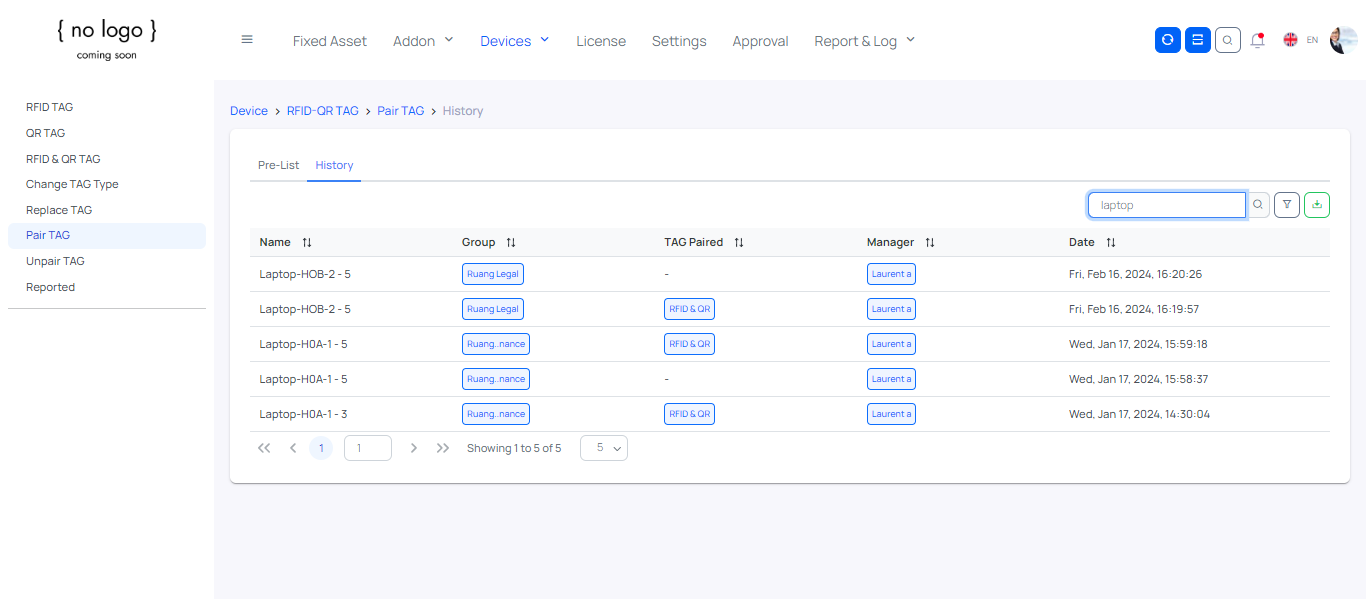 { no logo }
coming soon
Fixed Asset Addon Devices License Settings Approval Report & Log EN
RFID TAG
QR TAG
RFID & QR TAG
Change TAG Type
Replace TAG
Pair TAG
Unpair TAG
Reported
Device > RFID-QR TAG > Pair TAG > History
Pre-List History
laptop
Name Group TAG Paired Manager Date
Laptop-HOB-2 - 5 Ruang Legal - Laurent a Fri, Feb 16, 2024, 16:20:26
Laptop-HOB-2 - 5 Ruang Legal RFID & QR Laurent a Fri, Feb 16, 2024, 16:19:57
Laptop-H0A-1 - 5 Ruang...nance RFID & QR Laurent a Wed, Jan 17, 2024, 15:59:18
Laptop-H0A-1 - 5 Ruang...nance - Laurent a Wed, Jan 17, 2024, 15:58:37
Laptop-H0A-1 - 3 Ruang...nance RFID & QR Laurent a Wed, Jan 17, 2024, 14:30:04
1 1 Showing 1 to 5 of 5 5